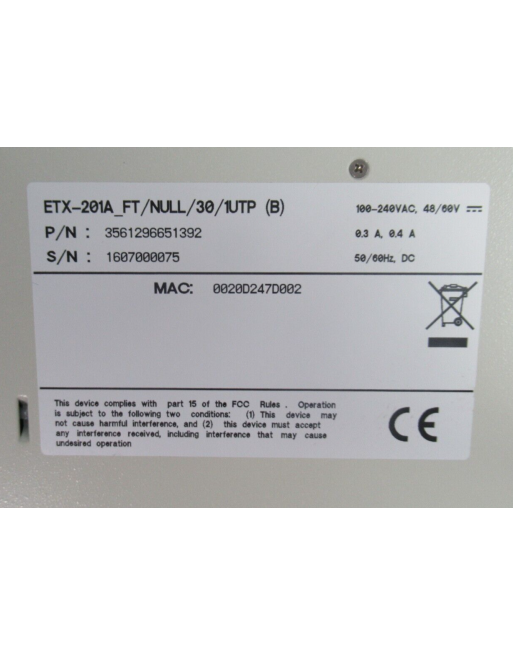 ETX-201A_FT/NULL/30/1UTP (B)
100-240VAC, 48/60V
P/N : 3561296651392
0.3 A, 0.4 A
S/N : 1607000075
50/60Hz, DC
MAC: 0020D247D002
This device complies with part 15 of the FCC Rules . Operation
is subject to the following two conditions: (1) This device may
not cause harmful interference, and (2) this device must accept
any interference received, including interference that may cause
undesired operation
CE